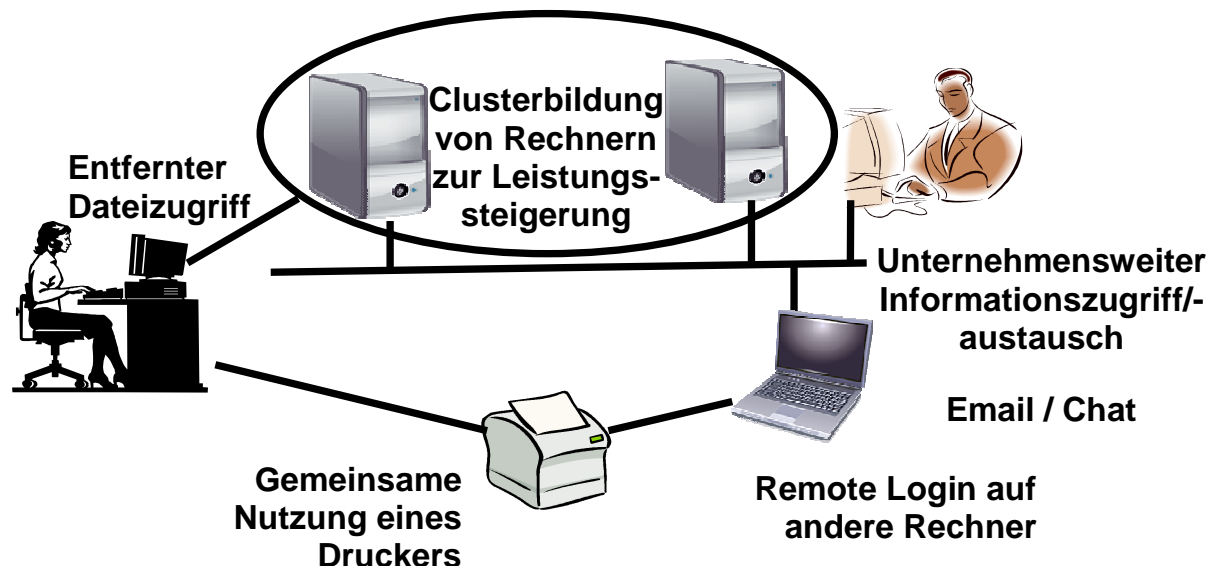 Clusterbildung
von Rechnern
zur Leistungs-
steigerung
Entfernter
Dateizugriff
Unternehmensweiter
Informationszugriff/-
austausch
Email / Chat
Gemeinsame
Nutzung eines
Druckers
Remote Login auf
andere Rechner